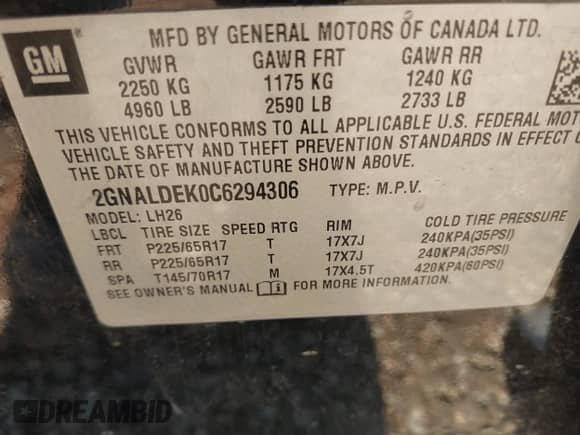 GM
MFD BY GENERAL MOTORS OF CANADA LTD.
GVWR GAWR FRT GAWR RR
2250 KG 1175 KG 1240 KG
4960 LB 2590 LB 2733 LB
THIS VEHICLE CONFORMS TO ALL APPLICABLE U.S. FEDERAL MOTOR
VEHICLE SAFETY AND THEFT PREVENTION STANDARDS IN EFFECT O
THE DATE OF MANUFACTURE SHOWN ABOVE.
2GNALDEK0C6294306 TYPE: M.P.V.
MODEL: LH26
LBCL TIRE SIZE SPEED RTG RIM COLD TIRE PRESSURE
FRT P225/65R17 T 17X7J 240KPA(35PSI)
RR P225/65R17 T 17X7J 240KPA(35PSI)
SPA T145/70R17 M 17X4.5T 420KPA(60PSI)
SEE OWNER'S MANUAL FOR MORE INFORMATION.
DREAMBID